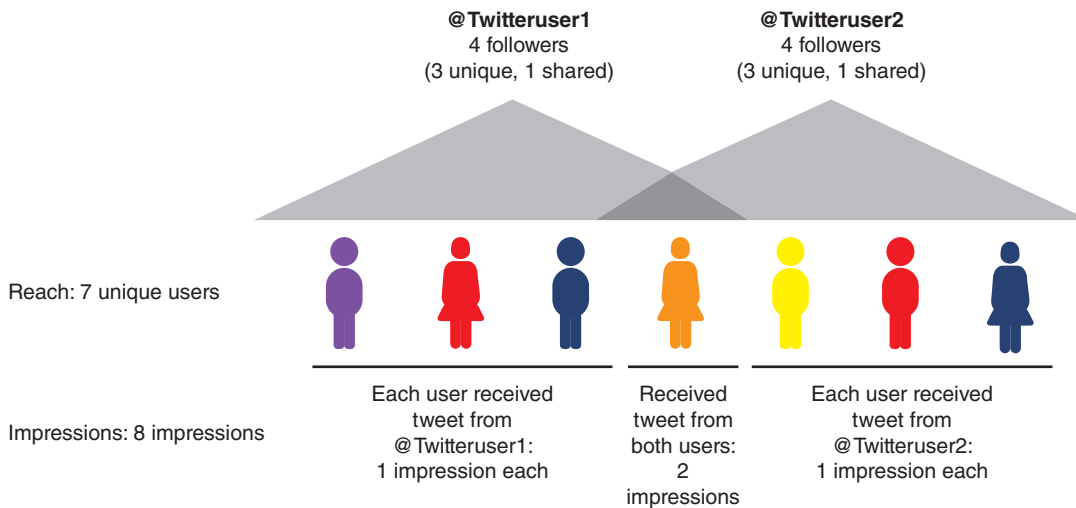 @Twitteruser1
4 followers
(3 unique, 1 shared)
@Twitteruser2
4 followers
(3 unique, 1 shared)
Reach: 7 unique users
Impressions: 8 impressions
Each user received
tweet from
@Twitteruser1:
1 impression each
Received
tweet from
both users:
2
impressions
Each user received
tweet from
@Twitteruser2:
1 impression each